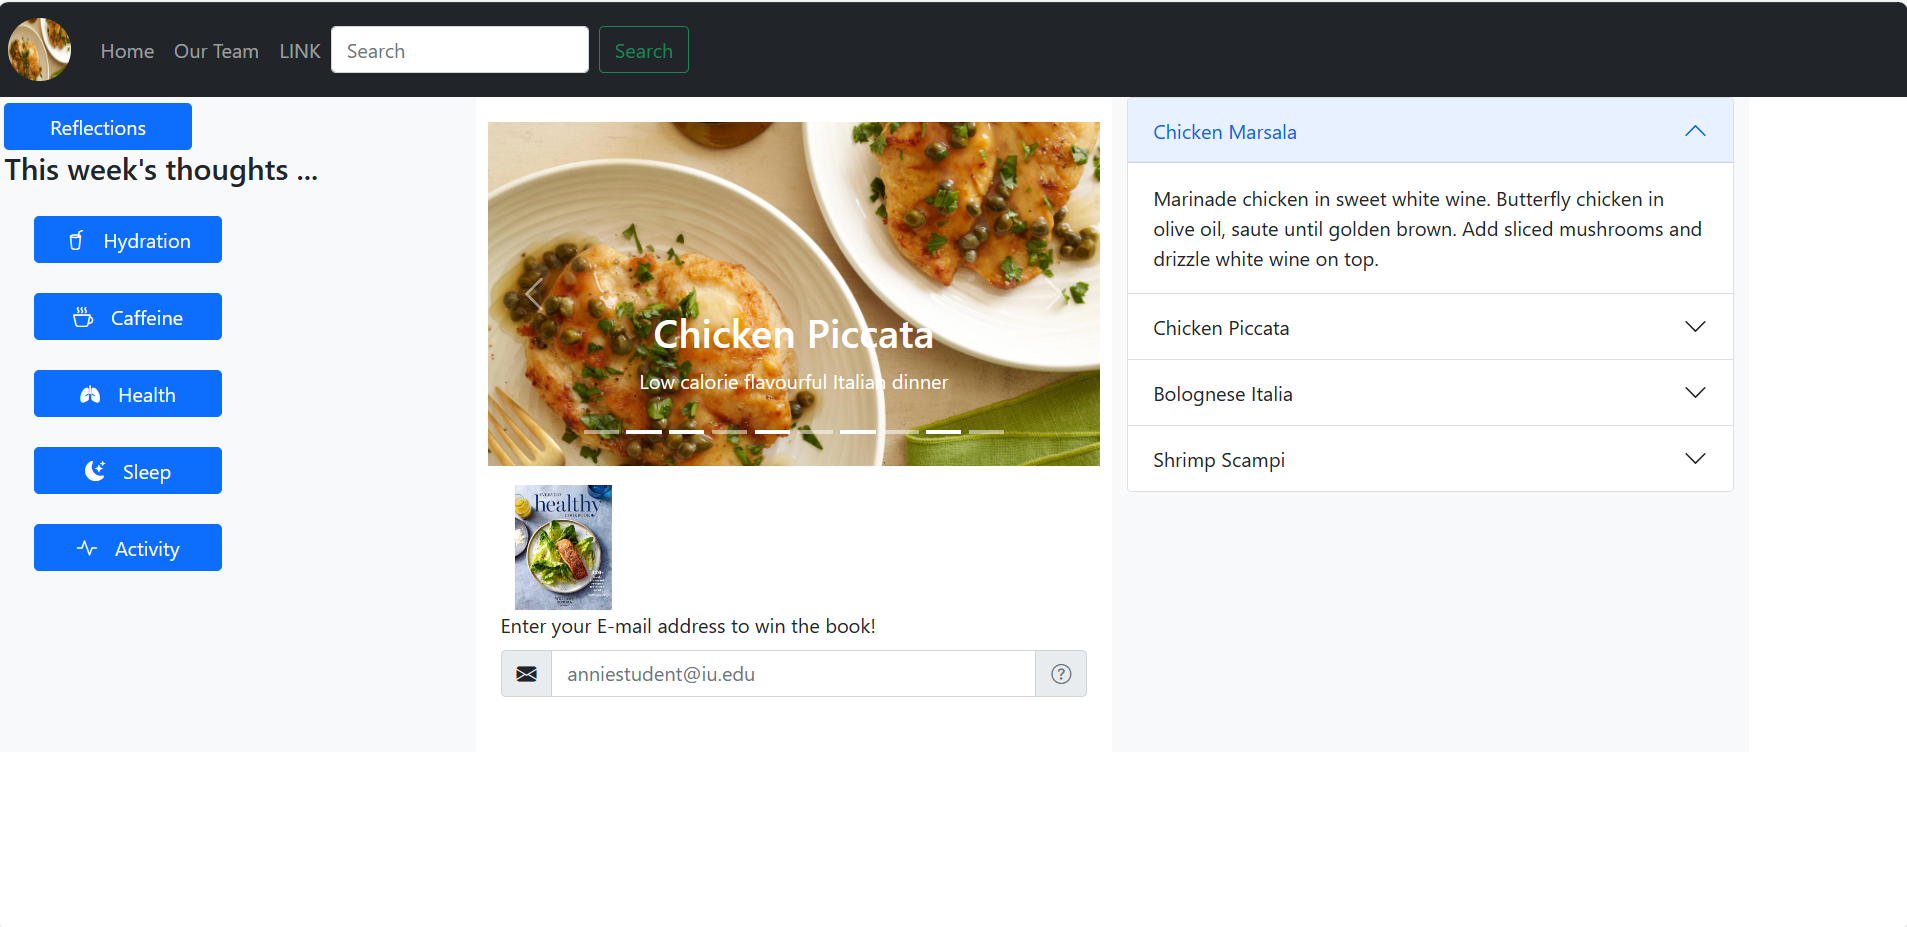 Home Our Team LINK Search Search
Reflections
This week's thoughts ...
Hydration
Caffeine
Health
Sleep
Activity
Chicken Piccata
Low calorie flavourful Italian dinner
healthy
Enter your E-mail address to win the book!
anniestudent@iu.edu
Chicken Marsala
Marinade chicken in sweet white wine. Butterfly chicken in
olive oil, saute until golden brown. Add sliced mushrooms and
drizzle white wine on top.
Chicken Piccata
Bolognese Italia
Shrimp Scampi